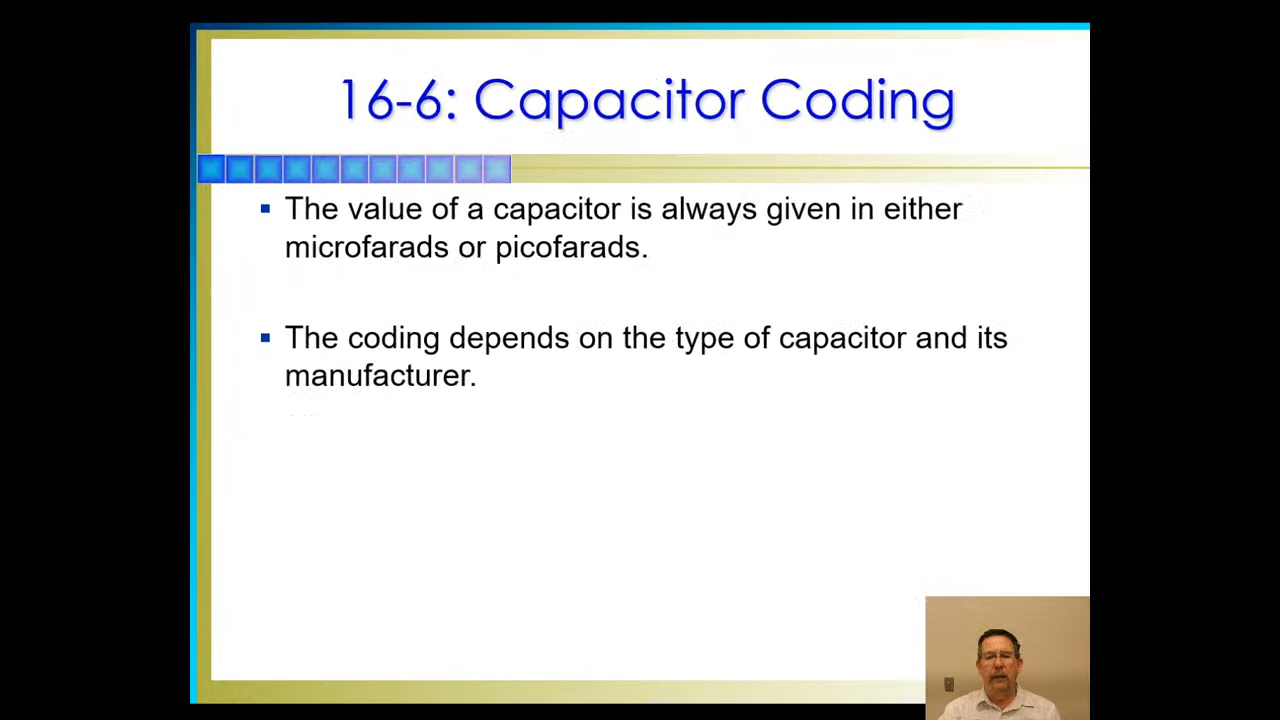 16-6: Capacitor Coding
▪ The value of a capacitor is always given in either
microfarads or picofarads.
▪ The coding depends on the type of capacitor and its
manufacturer.